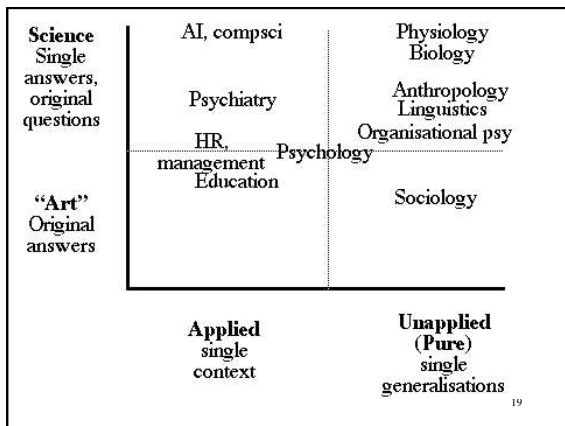 Science
Single
answers,
original
questions
"Art"
Original
answers
AI, compsci
Physiology
Biology
Psychiatry
Anthropology
Linguistics
Organisational psy
HR,
management
Psychology
Education
Sociology
Applied
single
context
Unapplied
(Pure)
single
generalisations
19